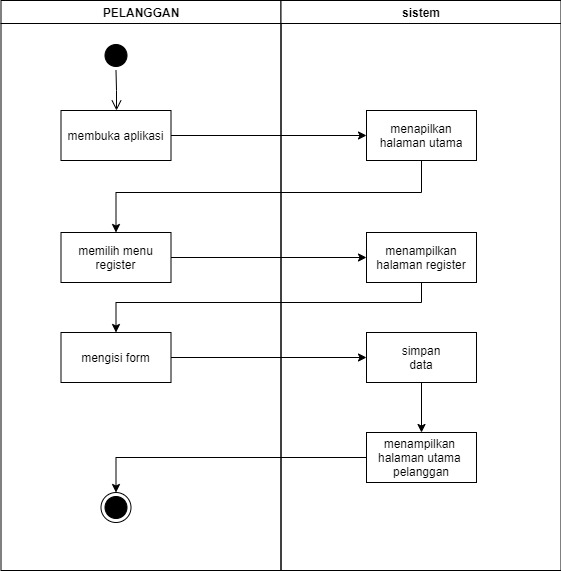 PELANGGAN
sistem
membuka aplikasi
menapilkan
halaman utama
memilih menu
register
menampilkan
halaman register
mengisi form
simpan
data
menampilkan
halaman utama
pelanggan